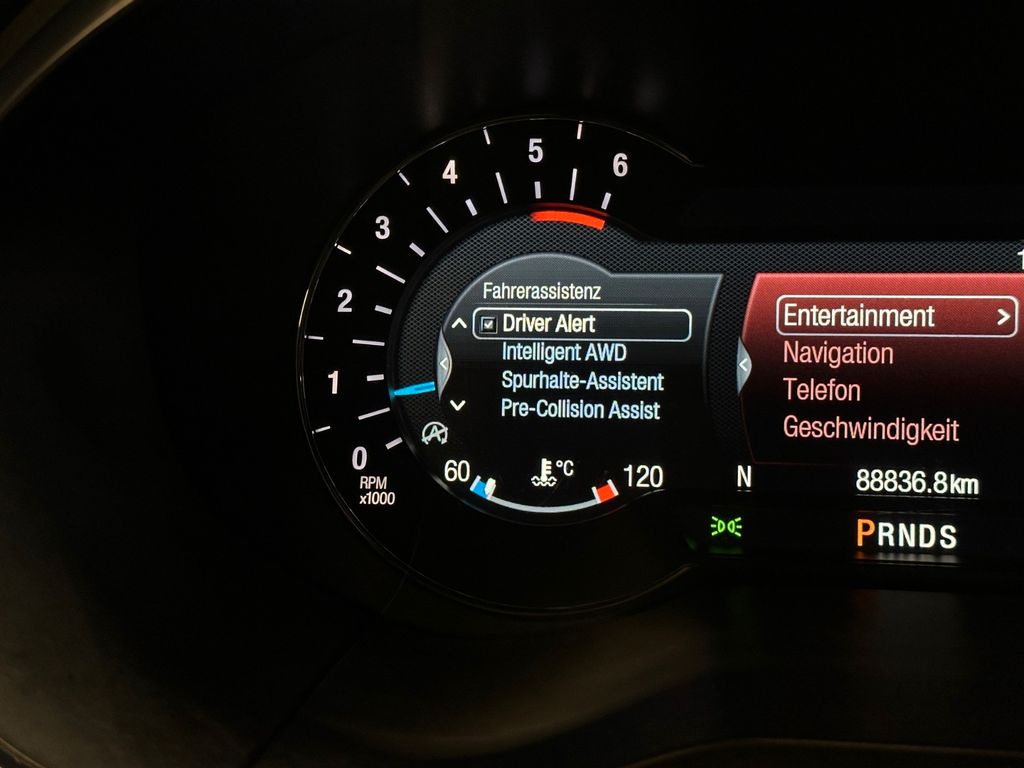 6
5
4
3
2
1
0
RPM
x1000
Fahrerassistenz
Driver Alert
Intelligent AWD
Spurhalte-Assistent
Pre-Collision Assist
60
°C
120
Entertainment >
Navigation
Telefon
Geschwindigkeit
N
88836.8km
PRNDS